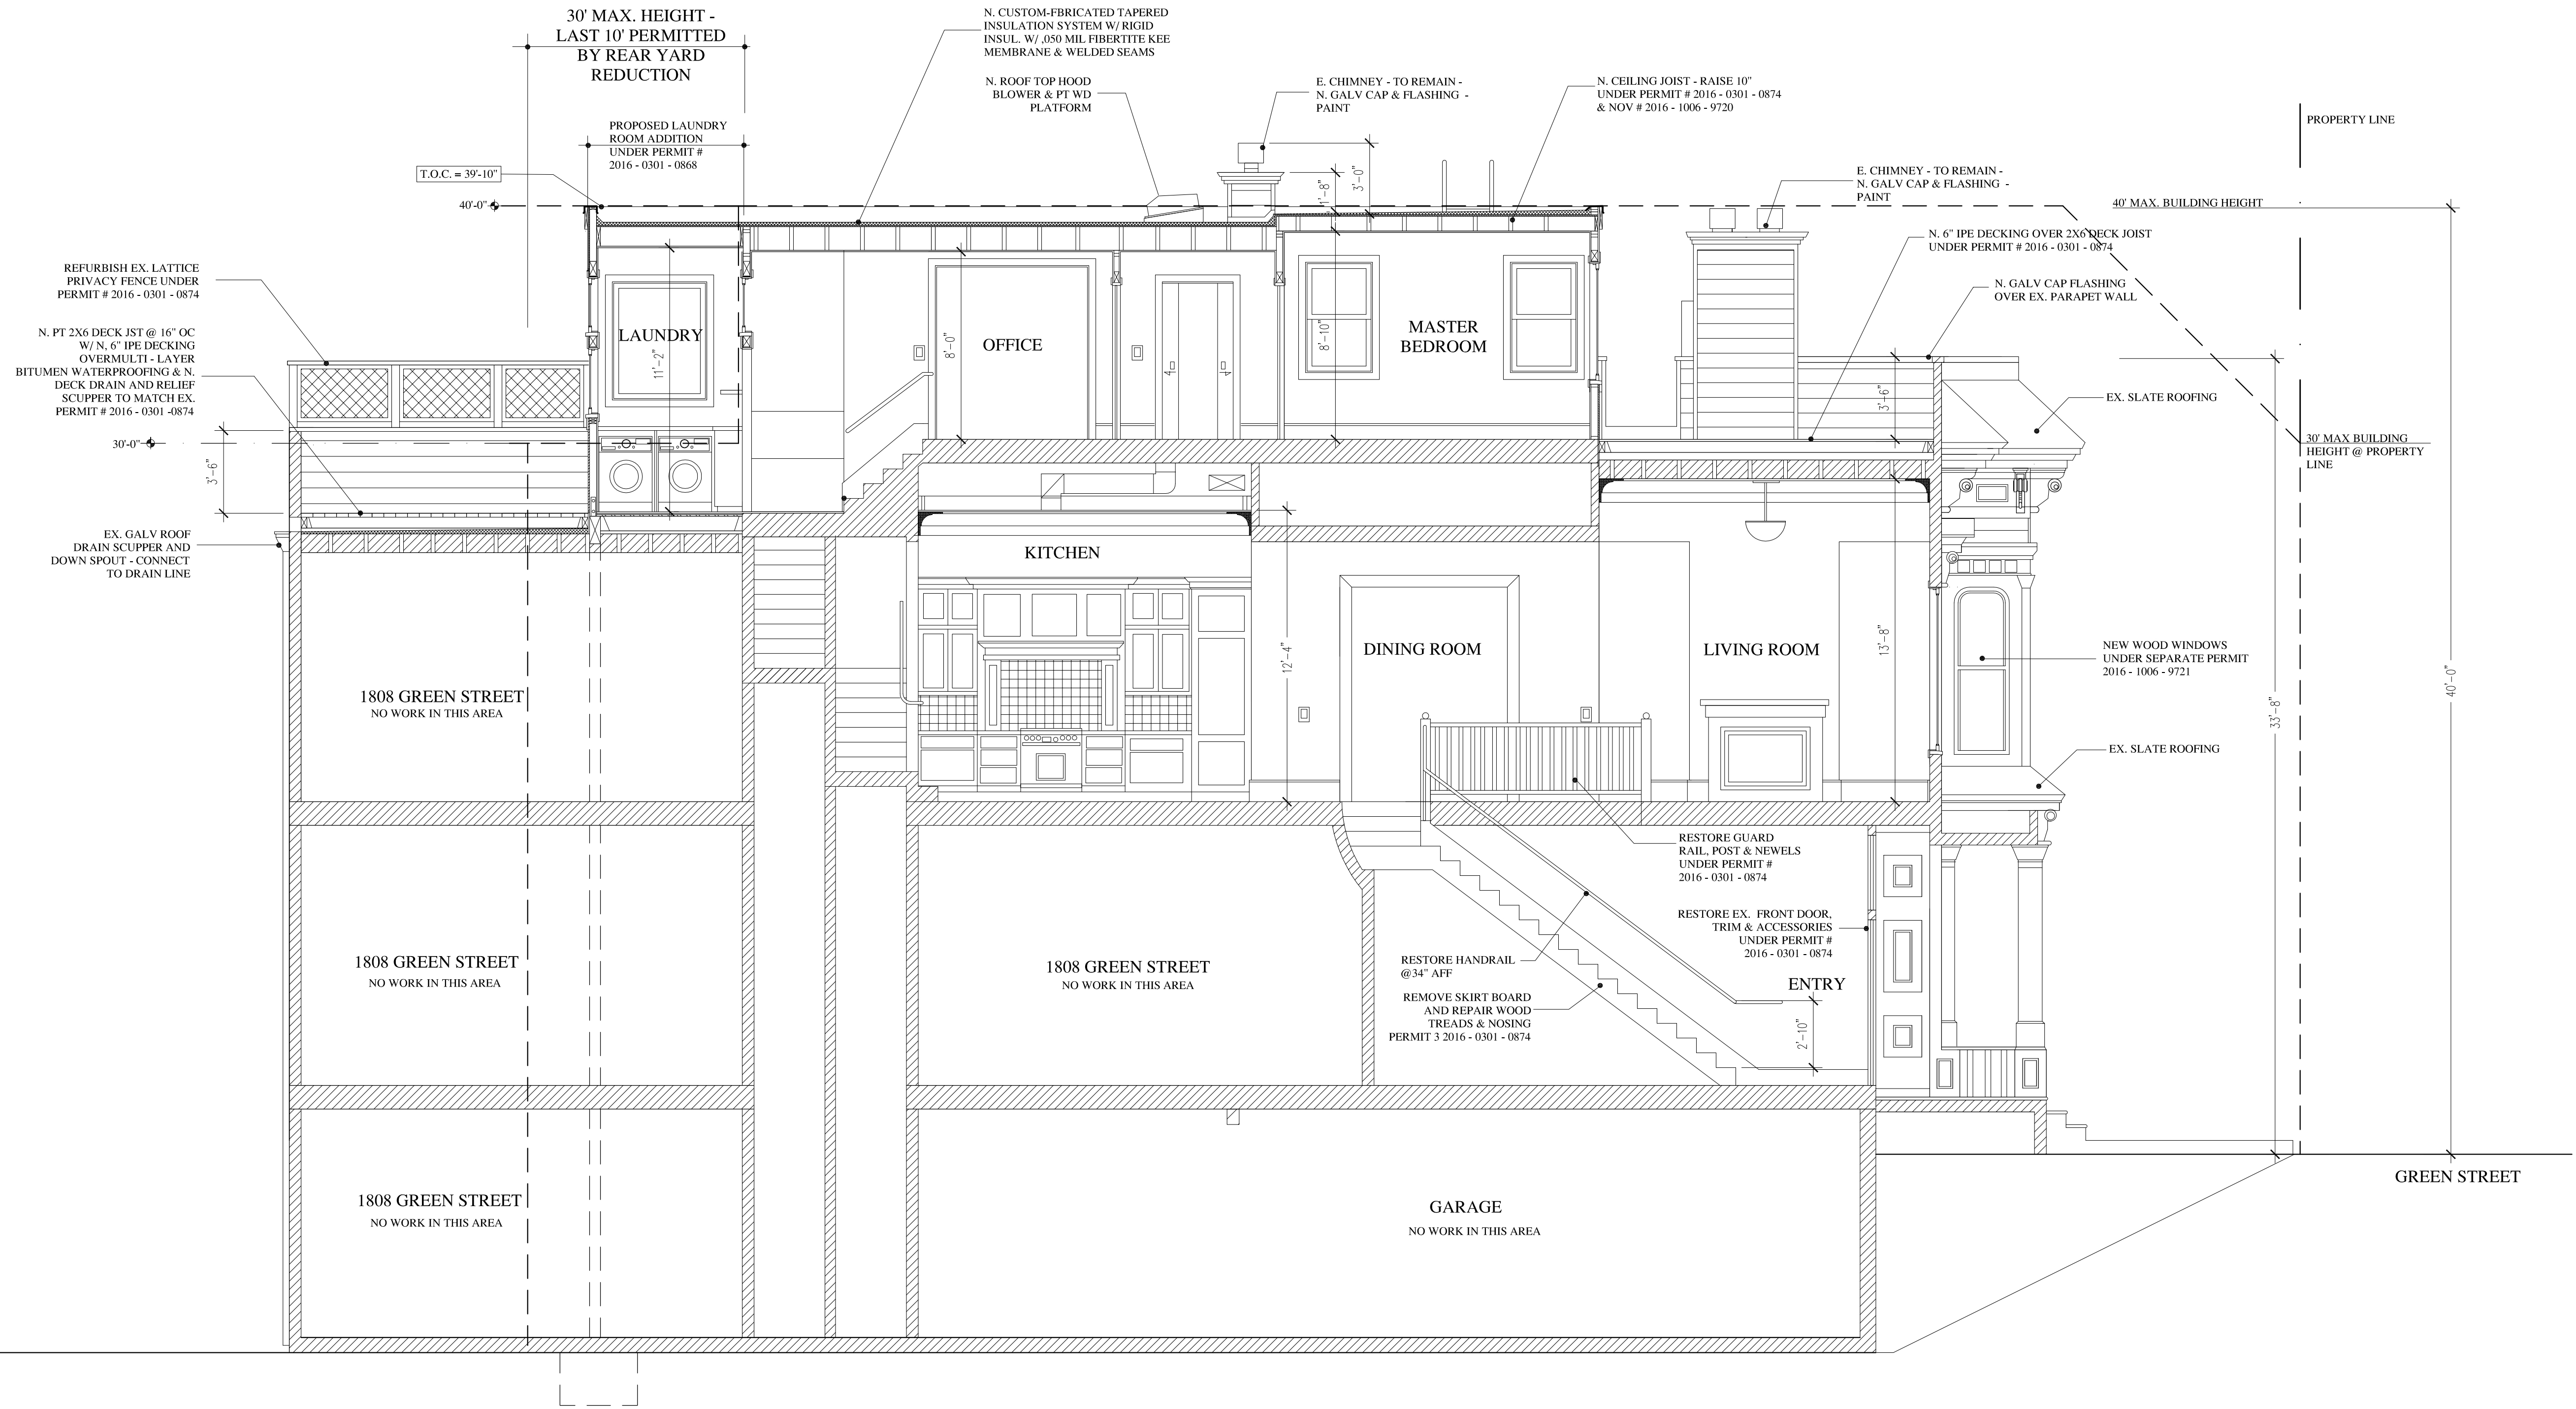 30' MAX. HEIGHT -
LAST 10' PERMITTED
BY REAR YARD
REDUCTION
N. CUSTOM-FBRICATED TAPERED
INSULATION SYSTEM W/ RIGID
INSUL. W/ .050 MIL FIBERTITE KEE
MEMBRANE & WELDED SEAMS
N. ROOF TOP HOOD
BLOWER & PT WD
PLATFORM
E. CHIMNEY - TO REMAIN -
N. GALV CAP & FLASHING -
PAINT
N. CEILING JOIST - RAISE 10"
UNDER PERMIT # 2016 - 0301 - 0874
& NOV # 2016 - 1006 - 9720
PROPERTY LINE
PROPOSED LAUNDRY
ROOM ADDITION
UNDER PERMIT #
2016 - 0301 - 0868
T.O.C. = 39'-10"
40'-0"
1'-8"
3'-0"
E. CHIMNEY - TO REMAIN -
N. GALV CAP & FLASHING -
PAINT
40' MAX. BUILDING HEIGHT
N. 6" IPE DECKING OVER 2X6 DECK JOIST
UNDER PERMIT # 2016 - 0301 - 0874
REFURBISH EX. LATTICE
PRIVACY FENCE UNDER
PERMIT # 2016 - 0301 - 0874
N. GALV CAP FLASHING
OVER EX. PARAPET WALL
N. PT 2X6 DECK JST @ 16" OC
W/ N, 6" IPE DECKING
OVERMULTI - LAYER
BITUMEN WATERPROOFING & N.
DECK DRAIN AND RELIEF
SCUPPER TO MATCH EX.
PERMIT # 2016 - 0301 -0874
LAUNDRY
11'-2"
8'-0"
OFFICE
8'-10"
MASTER
BEDROOM
3'-6"
EX. SLATE ROOFING
30'-0"
3'-6"
30' MAX BUILDING
HEIGHT @ PROPERTY
LINE
EX. GALV ROOF
DRAIN SCUPPER AND
DOWN SPOUT - CONNECT
TO DRAIN LINE
KITCHEN
12'-4"
DINING ROOM
LIVING ROOM
13'-8"
NEW WOOD WINDOWS
UNDER SEPARATE PERMIT
2016 - 1006 - 9721
33'-8"
40'-0"
1808 GREEN STREET
NO WORK IN THIS AREA
EX. SLATE ROOFING
RESTORE GUARD
RAIL, POST & NEWELS
UNDER PERMIT #
2016 - 0301 - 0874
RESTORE EX. FRONT DOOR,
TRIM & ACCESSORIES
UNDER PERMIT #
2016 - 0301 - 0874
1808 GREEN STREET
NO WORK IN THIS AREA
1808 GREEN STREET
NO WORK IN THIS AREA
RESTORE HANDRAIL
@34" AFF
ENTRY
REMOVE SKIRT BOARD
AND REPAIR WOOD
TREADS & NOSING
PERMIT 3 2016 - 0301 - 0874
2'-10"
GREEN STREET
1808 GREEN STREET
NO WORK IN THIS AREA
GARAGE
NO WORK IN THIS AREA